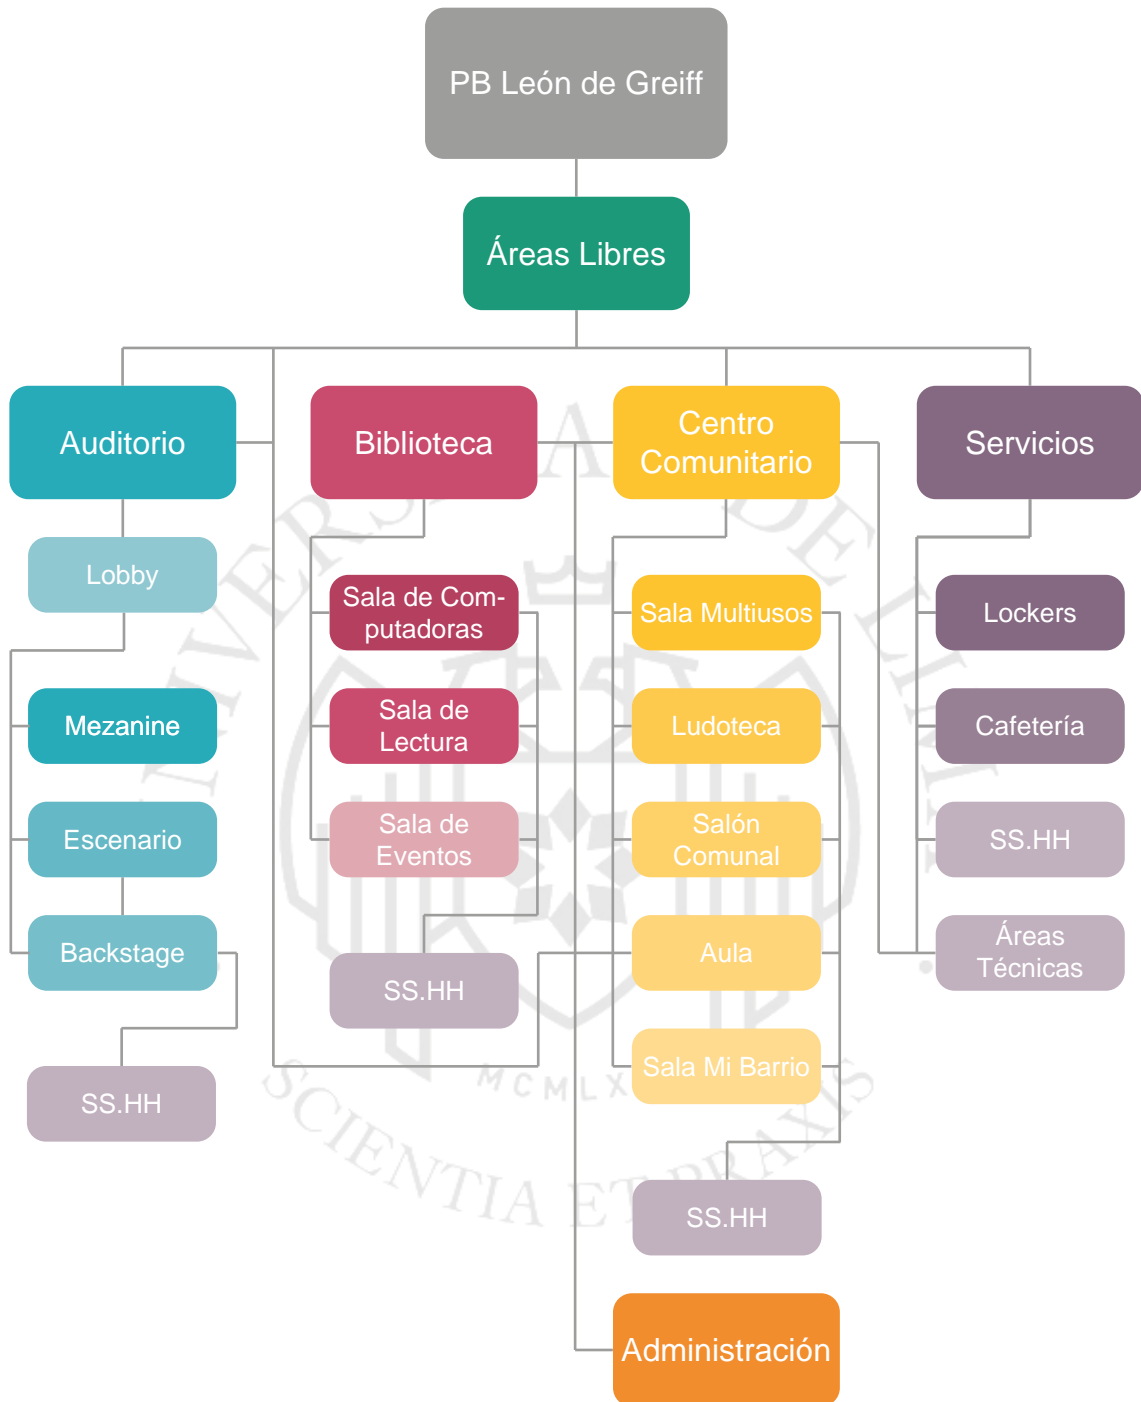 PB León de Greiff
Áreas Libres
Auditorio
Biblioteca
Centro
Comunitario
Servicios
Lobby
Mezanine
Escenario
Backstage
SS.HH
Sala de Com-
putadoras
Sala de
Lectura
Sala de
Eventos
SS.HH
Sala Multiusos
Ludoteca
Salón
Comunal
Aula
Sala Mi Barrio
SS.HH
Administración
Lockers
Cafetería
SS.HH
Áreas
Técnicas
SCIENTIA ET PRAXIS